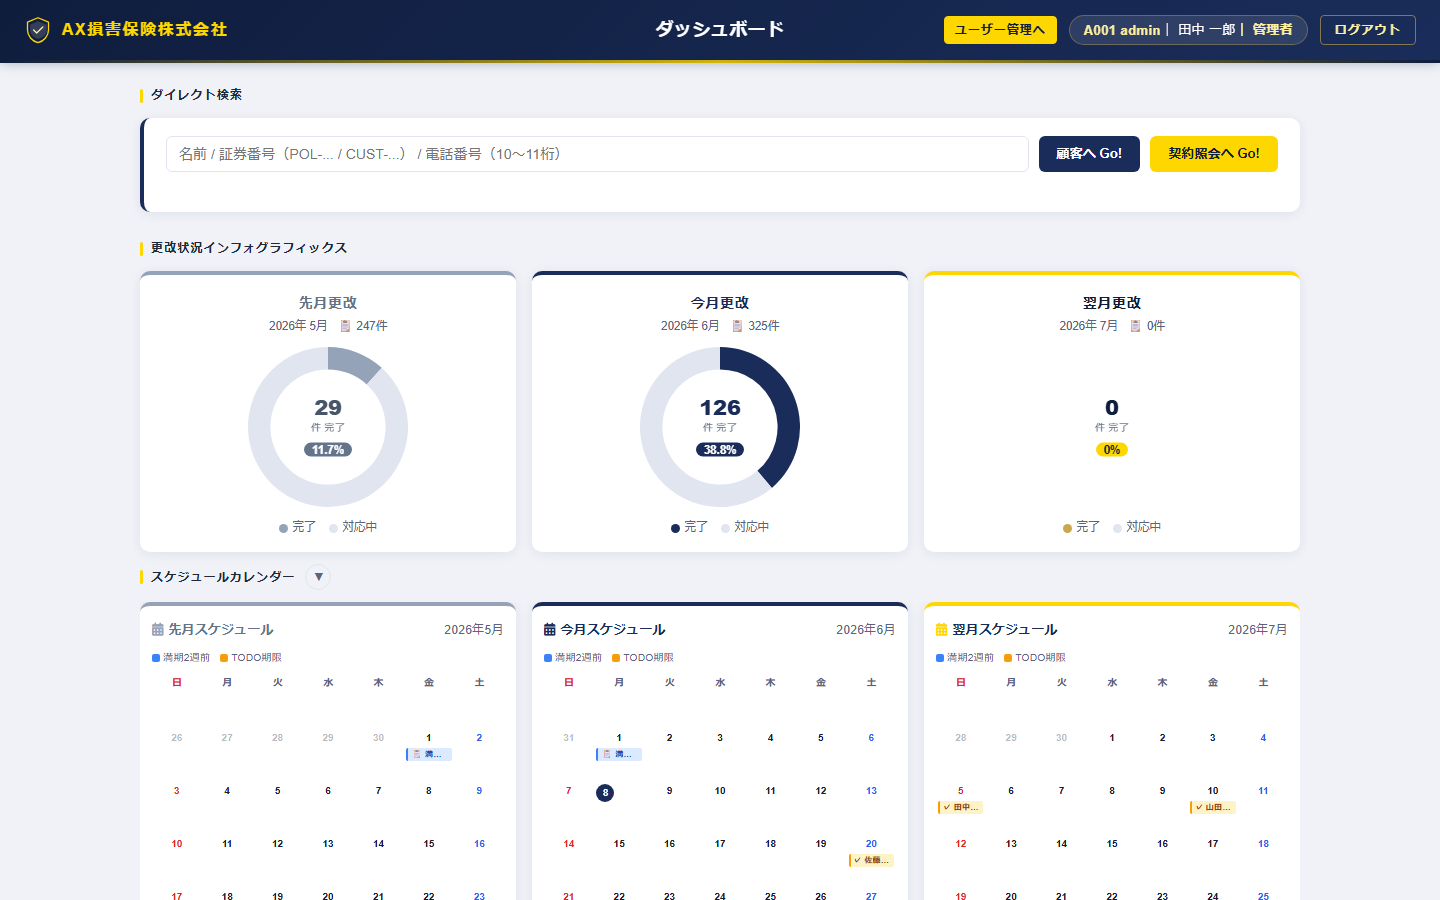 AX損害保険株式会社
ダッシュボード
ユーザー管理へ
A001 admin | 田中 一郎 | 管理者
ログアウト
ダイレクト検索
名前 / 証券番号（POL-... / CUST-...） / 電話番号（10〜11桁）
顧客へ Go!
契約照会へ Go!
更改状況インフォグラフィックス
先月更改
2026年 5月 247件
29
件 完了
11.7%
完了 対応中
今月更改
2026年 6月 325件
126
件 完了
38.8%
完了 対応中
翌月更改
2026年 7月 0件
0
件 完了
0%
完了 対応中
スケジュールカレンダー ▼
先月スケジュール 2026年5月
満期2週前 TODO期限
日 月 火 水 木 金 土
26 27 28 29 30 1 2
満...
3 4 5 6 7 8 9
10 11 12 13 14 15 16
17 18 19 20 21 22 23
今月スケジュール 2026年6月
満期2週前 TODO期限
日 月 火 水 木 金 土
31 1 2 3 4 5 6
満...
7 8 9 10 11 12 13
14 15 16 17 18 19 20
✓ 佐藤...
21 22 23 24 25 26 27
翌月スケジュール 2026年7月
満期2週前 TODO期限
日 月 火 水 木 金 土
28 29 30 1 2 3 4
5 6 7 8 9 10 11
✓ 田中... ✓ 山田...
12 13 14 15 16 17 18
19 20 21 22 23 24 25